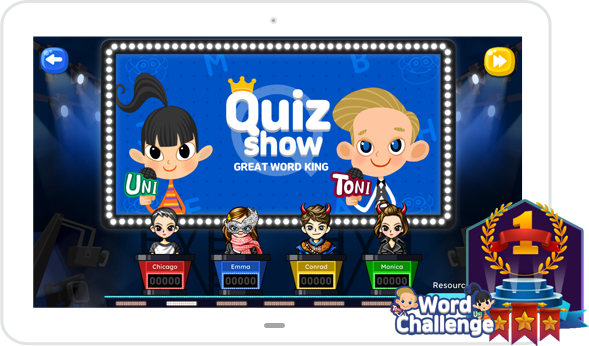 Quiz
show
GREAT WORD KING
UNI
TONI
Chicago
Emma
Conrad
Monica
00000
00000
00000
00000
Resourc
1
Word
Challenge